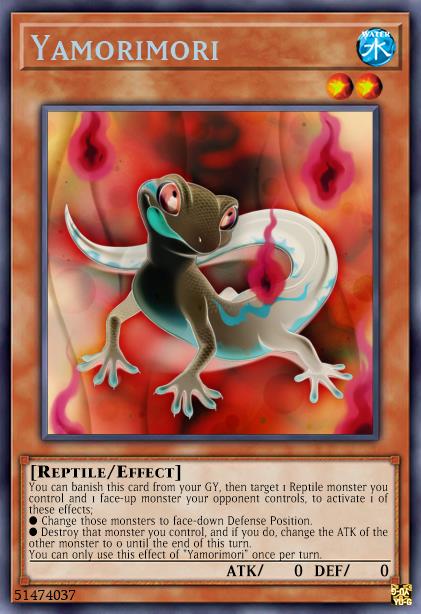 YAMORIMORI
WATER
水
[REPTILE/EFFECT]
You can banish this card from your GY, then target 1 Reptile monster you
control and 1 face-up monster your opponent controls, to activate 1 of
these effects;
● Change those monsters to face-down Defense Position.
● Destroy that monster you control, and if you do, change the ATK of the
other monster to 0 until the end of this turn.
You can only use this effect of "Yamorimori" once per turn.
ATK/ 0 DEF/ 0
51474037